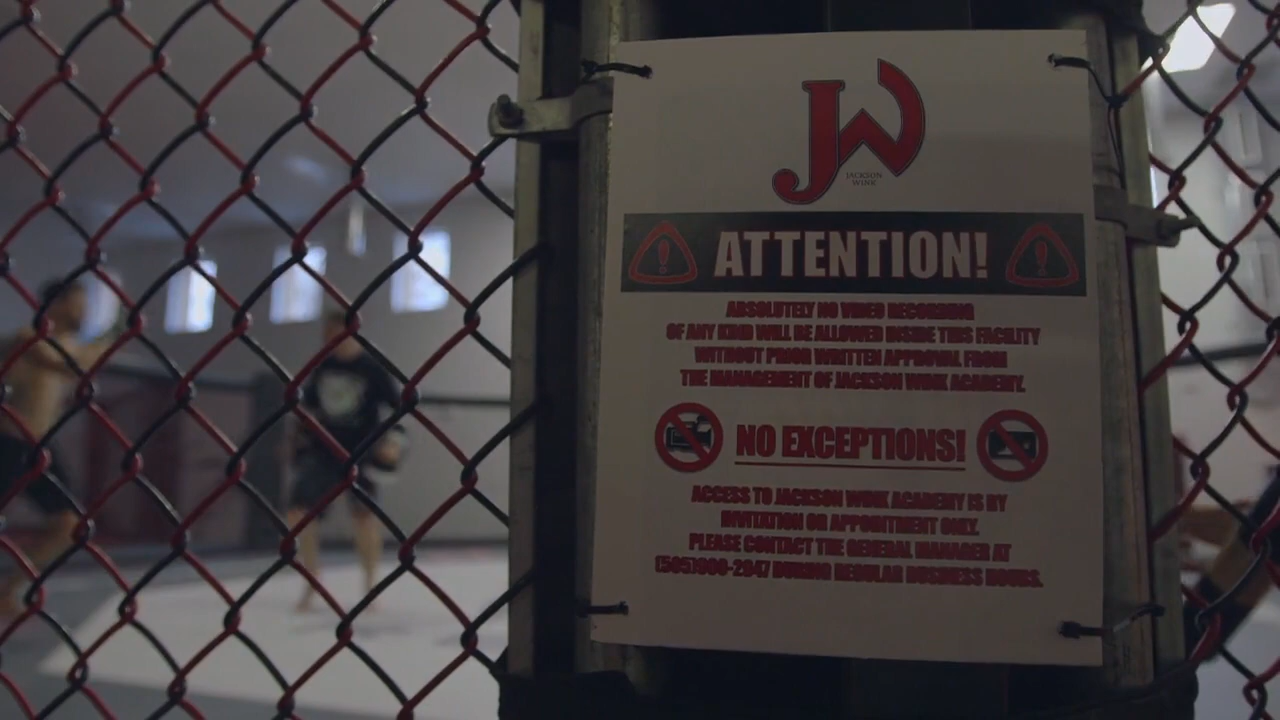 JW
JACKSON
WINK
ATTENTION!
ABSOLUTELY NO VIDEO RECORDING
OF ANY KIND WILL BE ALLOWED INSIDE THIS FACILITY
WITHOUT PRIOR WRITTEN APPROVAL FROM
THE MANAGEMENT OF JACKSON WINK ACADEMY.
NO EXCEPTIONS!
ACCESS TO JACKSON WINK ACADEMY IS BY
INVITATION OR APPOINTMENT ONLY.
PLEASE CONTACT THE GENERAL MANAGER AT
DURING REGULAR BUSINESS HOURS.